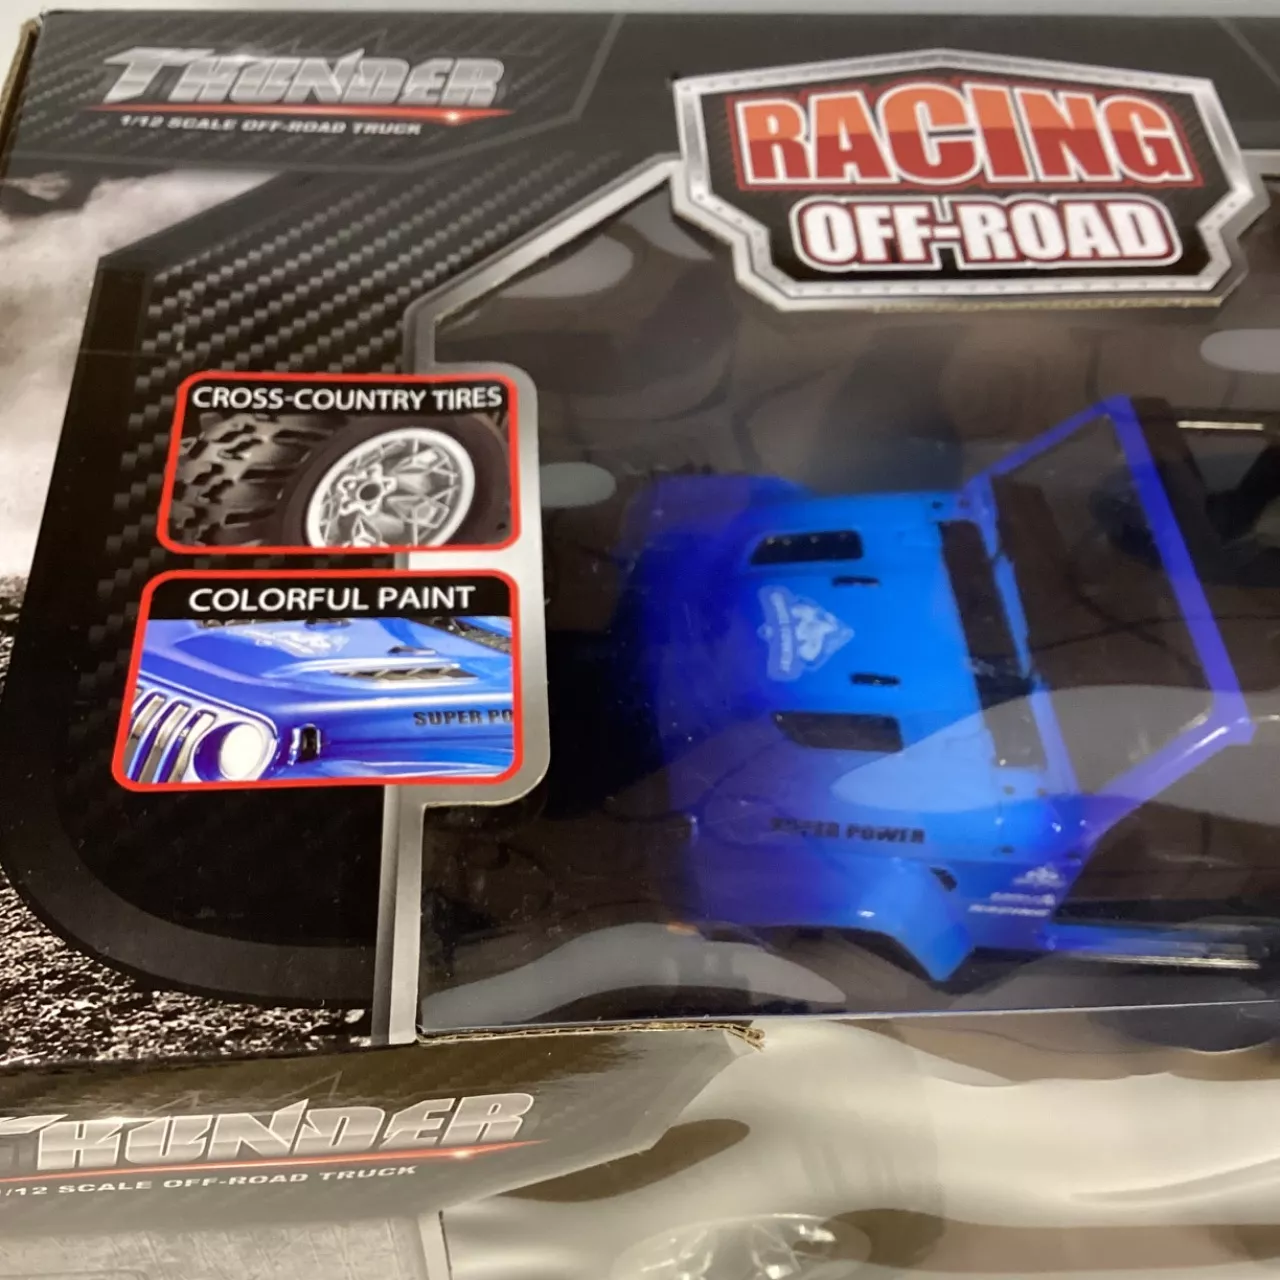 THUNDER
1/12 SCALE OFF-ROAD TRUCK
RACING
OFF-ROAD
CROSS-COUNTRY TIRES
COLORFUL PAINT
SUPER PO
SUPER POWER
RACING
THUNDER
1/12 SCALE OFF-ROAD TRUCK